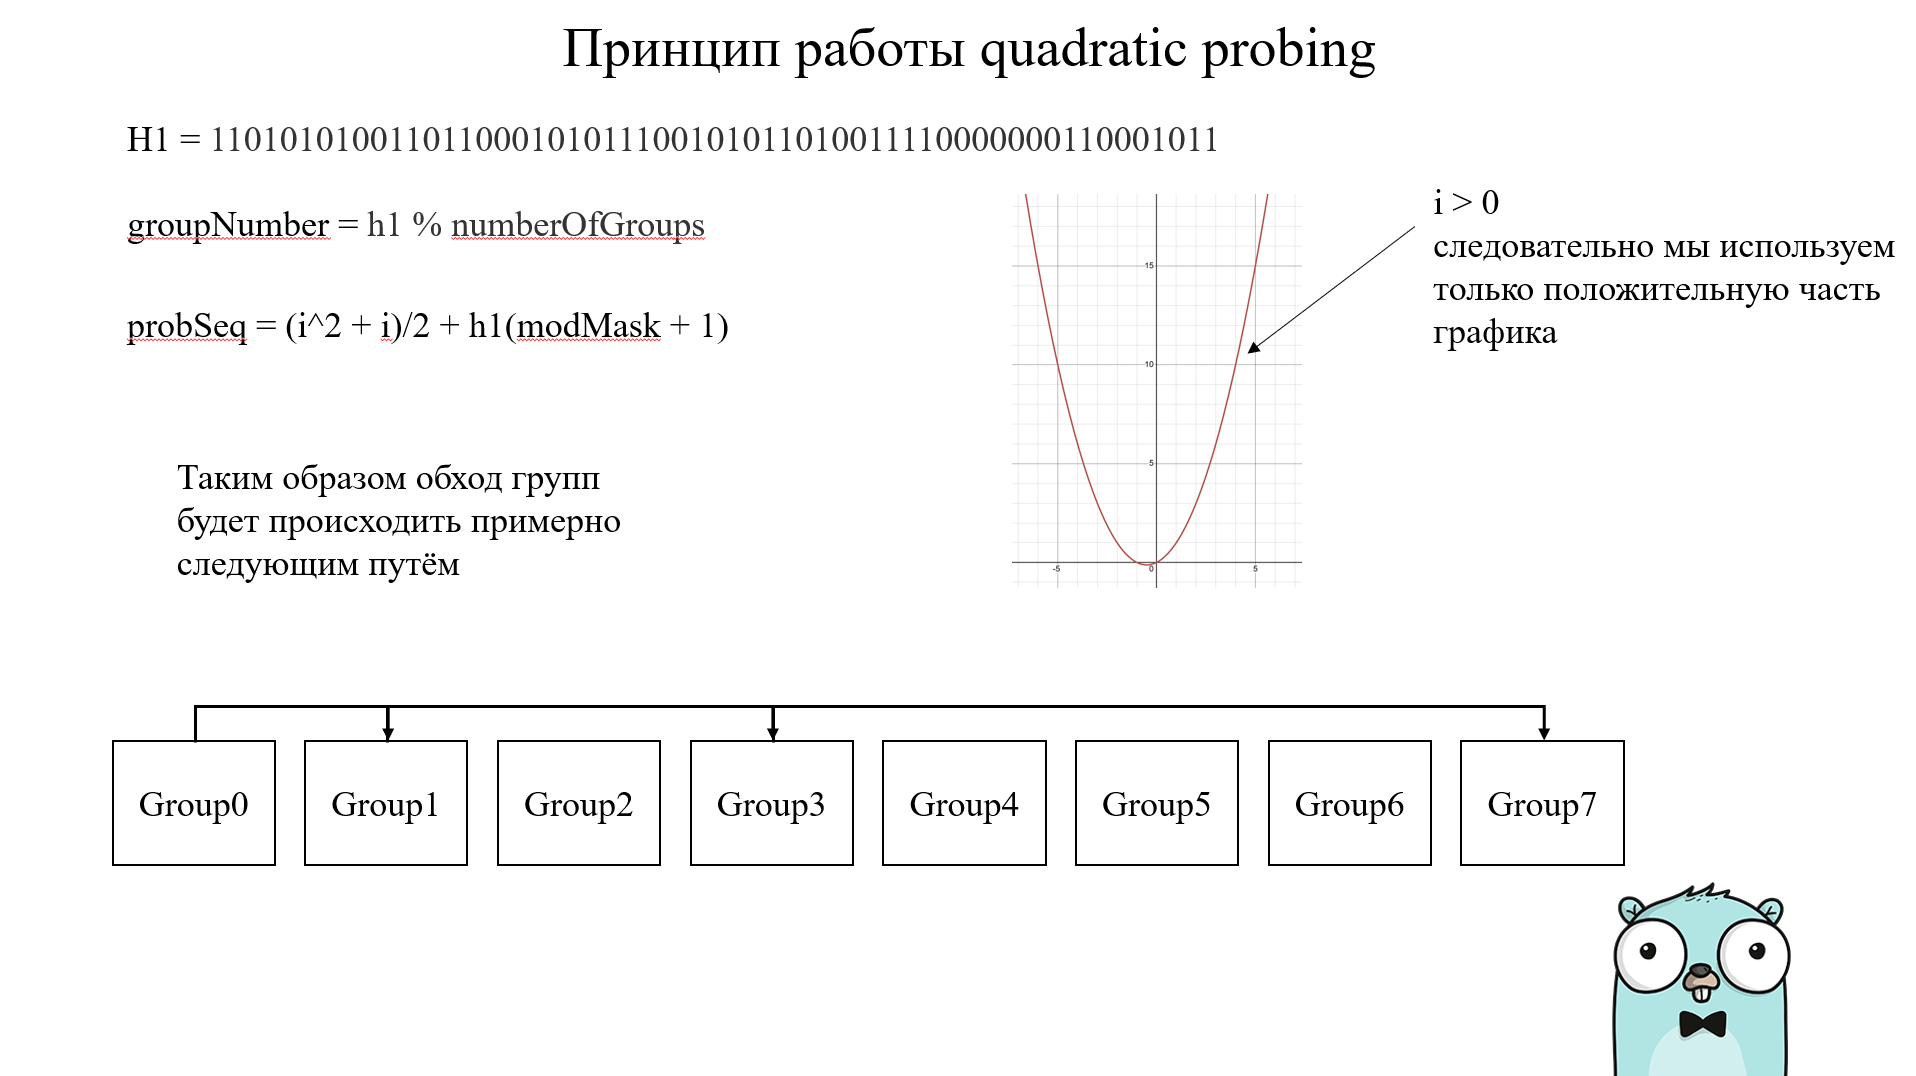 Принцип работы quadratic probing
H1 = 1101010100110110001010111001010110100111100000000110001011
groupNumber = h1 % numberOfGroups
probSeq = (i^2 + i)/2 + h1(modMask + 1)
i > 0
следовательно мы используем
только положительную часть
графика
15
10
5
-5
0
5
Таким образом обход групп
будет происходить примерно
следующим путём
Group0
Group1
Group2
Group3
Group4
Group5
Group6
Group7